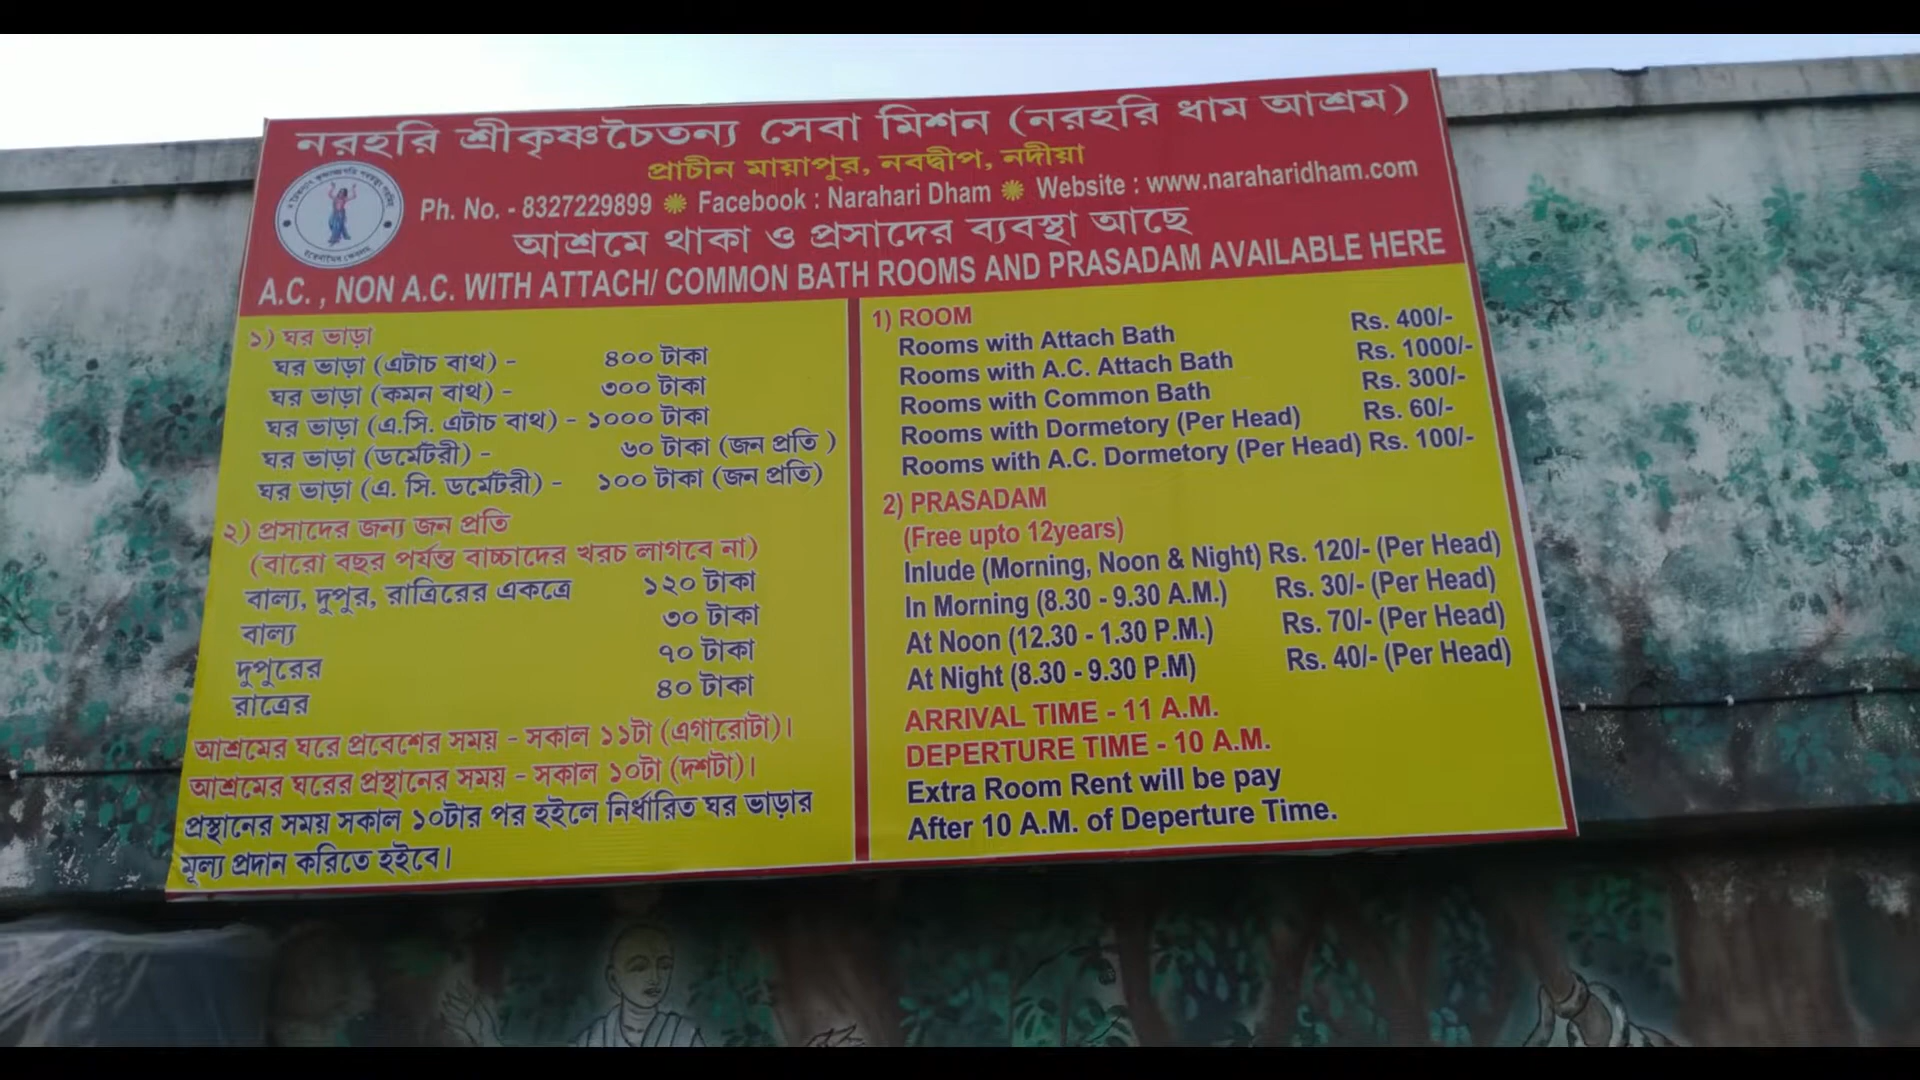 নরহরি শ্রীকৃষ্ণচৈতন্য সেবা মিশন (নরহরি ধাম আশ্রম)
প্রাচীন মায়াপুর, নবদ্বীপ, নদীয়া
Ph. No. - 8327229899 Facebook : Narahari Dham Website : www.naraharidham.com
আশ্রমে থাকা ও প্রসাদের ব্যবস্থা আছে
A.C. , NON A.C. WITH ATTACH/ COMMON BATH ROOMS AND PRASADAM AVAILABLE HERE
১) ঘর ভাড়া
ঘর ভাড়া (এটাচ বাথ) - ৪০০ টাকা
ঘর ভাড়া (কমন বাথ) - ৩০০ টাকা
ঘর ভাড়া (এ.সি. এটাচ বাথ) - ১০০০ টাকা
ঘর ভাড়া (ডর্মেটরী) - ৬০ টাকা (জন প্রতি )
ঘর ভাড়া (এ. সি. ডর্মেটরী) - ১০০ টাকা (জন প্রতি)
২) প্রসাদের জন্য জন প্রতি
(বারো বছর পর্যন্ত বাচ্চাদের খরচ লাগবে না)
বাল্য, দুপুর, রাত্রিরের একত্রে ১২০ টাকা
বাল্য ৩০ টাকা
দুপুরের ৭০ টাকা
রাত্রের ৪০ টাকা
আশ্রমের ঘরে প্রবেশের সময় - সকাল ১১টা (এগারোটা)।
আশ্রমের ঘরের প্রস্থানের সময় - সকাল ১০টা (দশটা)।
প্রস্থানের সময় সকাল ১০টার পর হইলে নির্ধারিত ঘর ভাড়ার
মূল্য প্রদান করিতে হইবে।
1) ROOM
Rooms with Attach Bath Rs. 400/-
Rooms with A.C. Attach Bath Rs. 1000/-
Rooms with Common Bath Rs. 300/-
Rooms with Dormetory (Per Head) Rs. 60/-
Rooms with A.C. Dormetory (Per Head) Rs. 100/-
2) PRASADAM
(Free upto 12years)
Inlude (Morning, Noon & Night) Rs. 120/- (Per Head)
In Morning (8.30 - 9.30 A.M.) Rs. 30/- (Per Head)
At Noon (12.30 - 1.30 P.M.) Rs. 70/- (Per Head)
At Night (8.30 - 9.30 P.M) Rs. 40/- (Per Head)
ARRIVAL TIME - 11 A.M.
DEPERTURE TIME - 10 A.M.
Extra Room Rent will be pay
After 10 A.M. of Deperture Time.